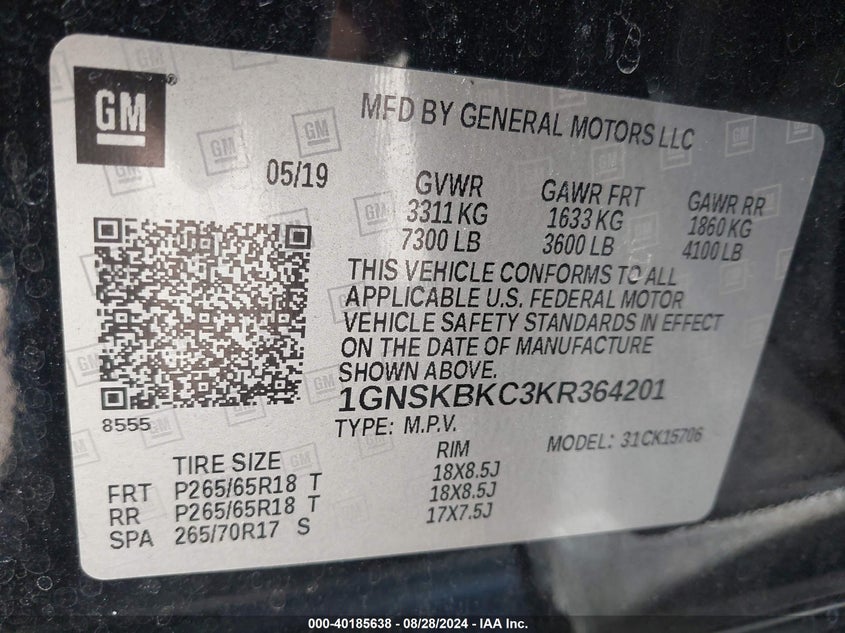 GM
MFD BY GENERAL MOTORS LLC
05/19
GVWR GAWR FRT GAWR RR
3311 KG 1633 KG 1860 KG
7300 LB 3600 LB 4100 LB
THIS VEHICLE CONFORMS TO ALL
APPLICABLE U.S. FEDERAL MOTOR
VEHICLE SAFETY STANDARDS IN EFFECT
ON THE DATE OF MANUFACTURE
SHOWN ABOVE.
1GNSKBKC3KR364201
8555
TYPE: M.P.V. MODEL: 31CK15706
TIRE SIZE RIM
FRT P265/65R18 T 18X8.5J
RR P265/65R18 T 18X8.5J
SPA 265/70R17 S 17X7.5J
000-40185638 - 08/28/2024 - IAA Inc.